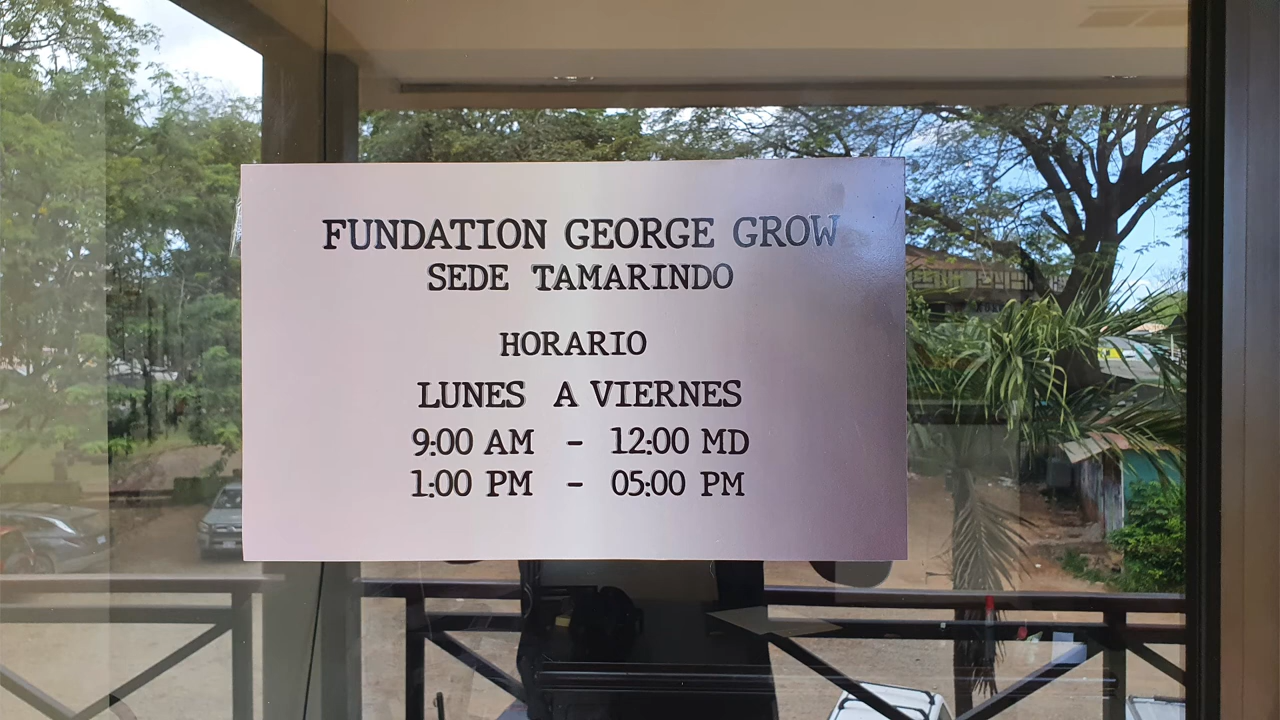 FUNDATION GEORGE GROW
SEDE TAMARINDO
HORARIO
LUNES A VIERNES
9:00 AM - 12:00 MD
1:00 PM - 05:00 PM